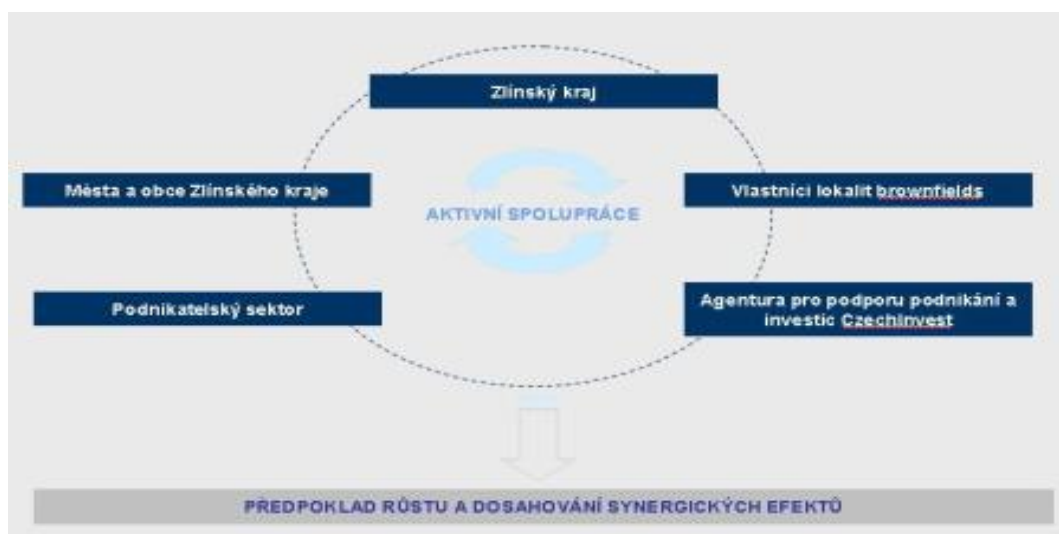 Zlínský kraj
Města a obce Zlínského kraje
Vlastníci lokalit brownfields
AKTIVNÍ SPOLUPRÁCE
Podnikatelský sektor
Agentura pro podporu podnikání a
investic CzechInvest
PŘEDPOKLAD RŮSTU A DOSAHOVÁNÍ SYNERGICKÝCH EFEKTŮ